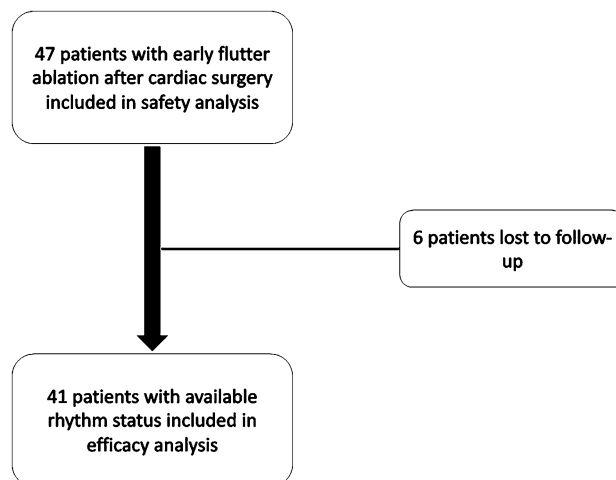 47 patients with early flutter
ablation after cardiac surgery
included in safety analysis
6 patients lost to follow-
up
41 patients with available
rhythm status included in
efficacy analysis